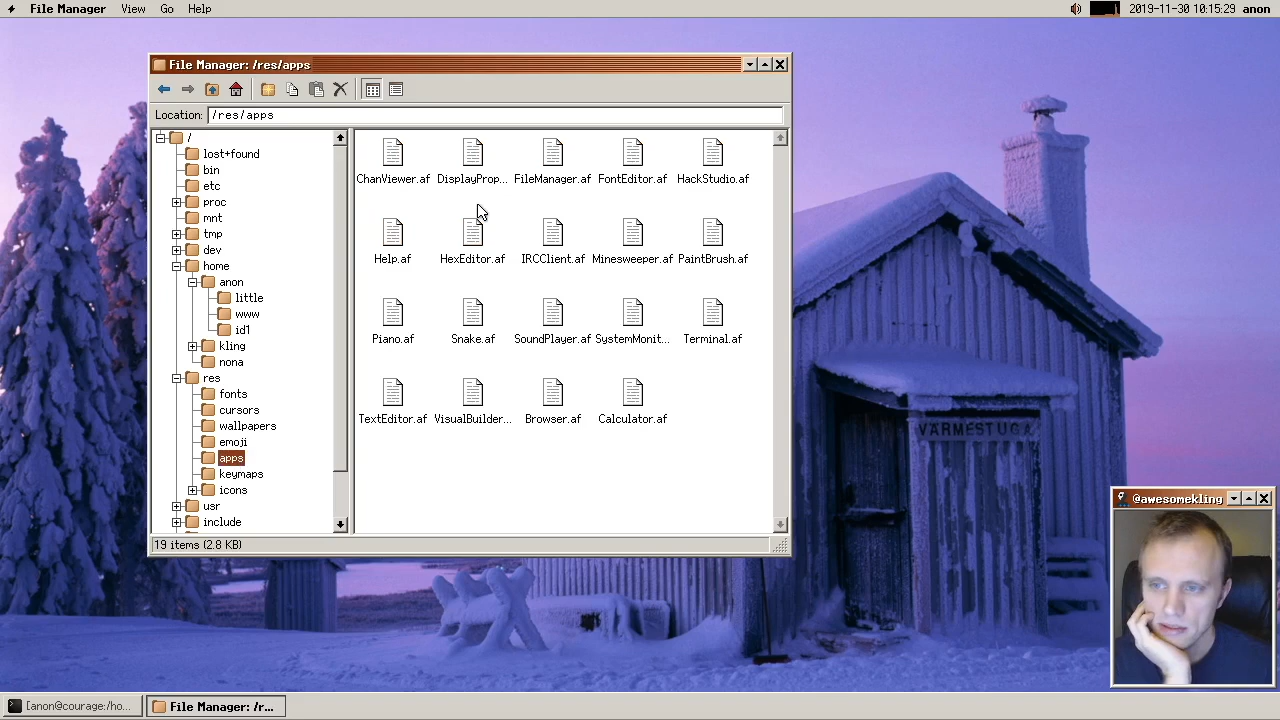 File Manager View Go Help 2019-11-30 10:15:29 anon
File Manager: /res/apps
Location: /res/apps
/
lost+found
bin
etc
proc
mnt
tmp
dev
home
anon
little
www
id1
kling
nona
res
fonts
cursors
wallpapers
emoji
apps
keymaps
icons
usr
include
ChanViewer.af DisplayProp... FileManager.af FontEditor.af HackStudio.af
Help.af HexEditor.af IRCClient.af Minesweeper.af PaintBrush.af
Piano.af Snake.af SoundPlayer.af SystemMonit... Terminal.af
TextEditor.af VisualBuilder... Browser.af Calculator.af
19 items (2.8 KB)
VÄRMESTUGA
@awesomekling
[anon@courage:/ho...
File Manager: /r...